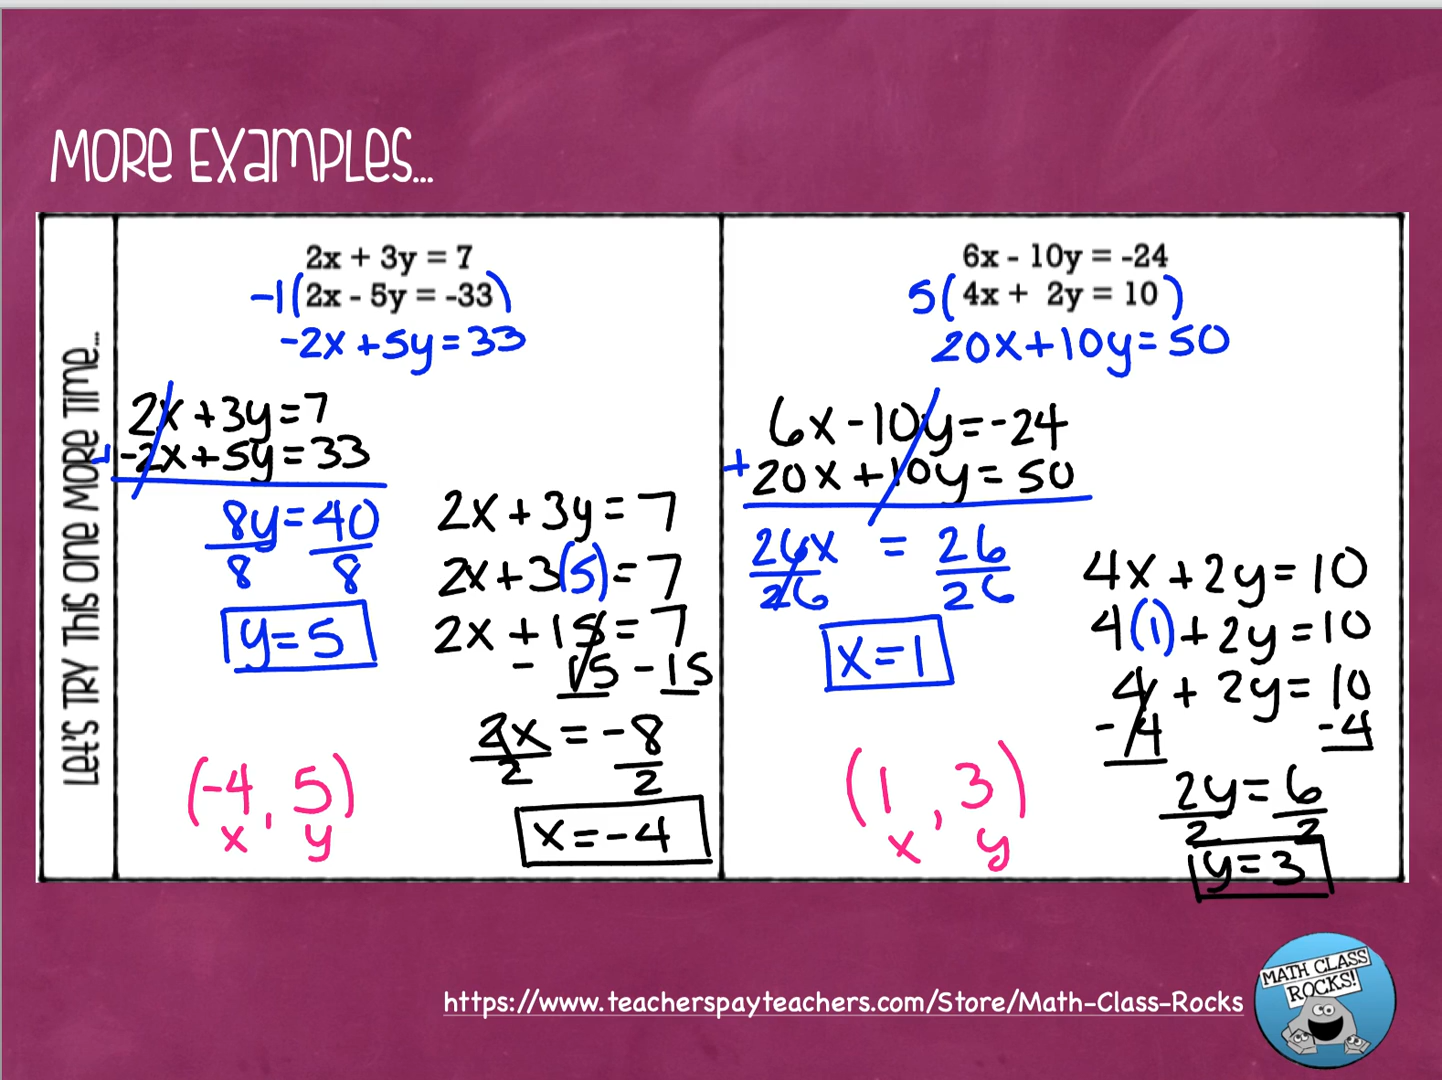 MORE EXAMPLES...
LET'S TRY THIS ONE MORE TIME...
2x + 3y = 7
-1(2x - 5y = -33)
-2x+5y=33
2x+3y=7
+ -2x+5y=33
8y=40
8 8
y=5
2x+3y=7
2x+3(5)=7
2x+15=7
-15 -15
2x = -8
2 2
x=-4
(-4, 5)
x y
6x - 10y = -24
5(4x + 2y = 10)
20x+10y=50
6x-10y=-24
+ 20x+10y=50
26x = 26
26 26
x=1
4x+2y=10
4(1)+2y=10
4 + 2y=10
-4 -4
2y=6
2 2
y=3
(1, 3)
x y
https://www.teacherspayteachers.com/Store/Math-Class-Rocks
MATH CLASS
ROCKS!